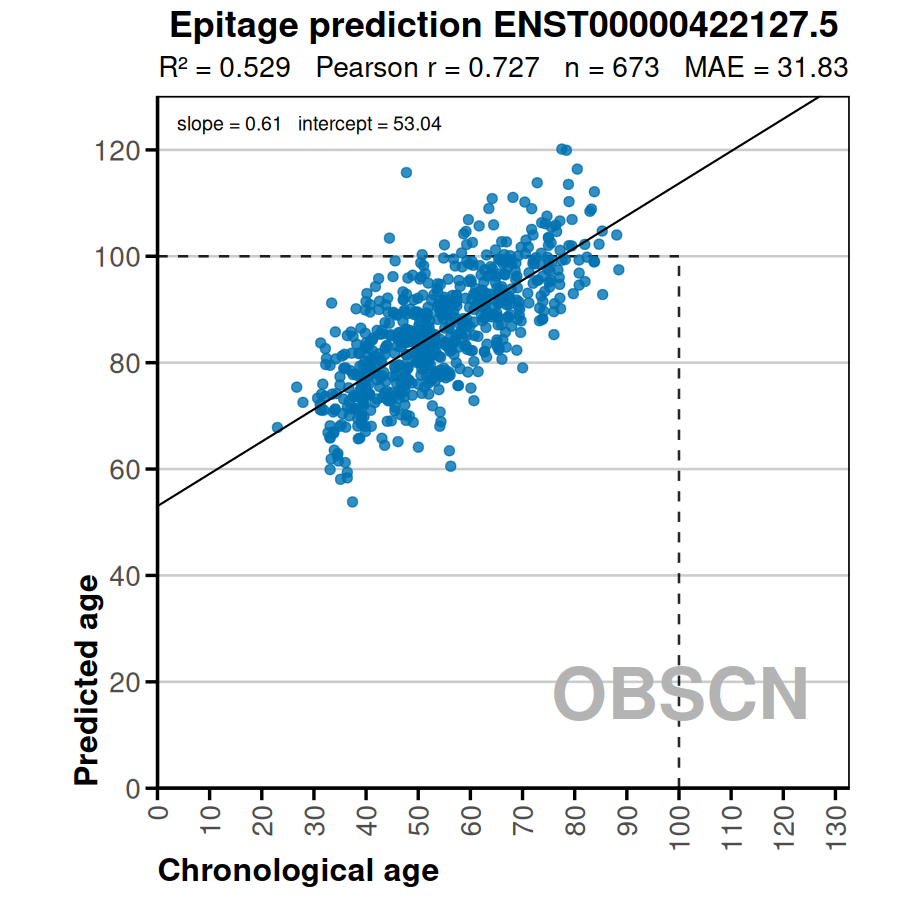 Epitage prediction ENST00000422127.5
R² = 0.529 Pearson r = 0.727 n = 673 MAE = 31.83
slope = 0.61 intercept = 53.04
120
100
80
60
40
20
0
Predicted age
OBSCN
0 10 20 30 40 50 60 70 80 90 100 110 120 130
Chronological age